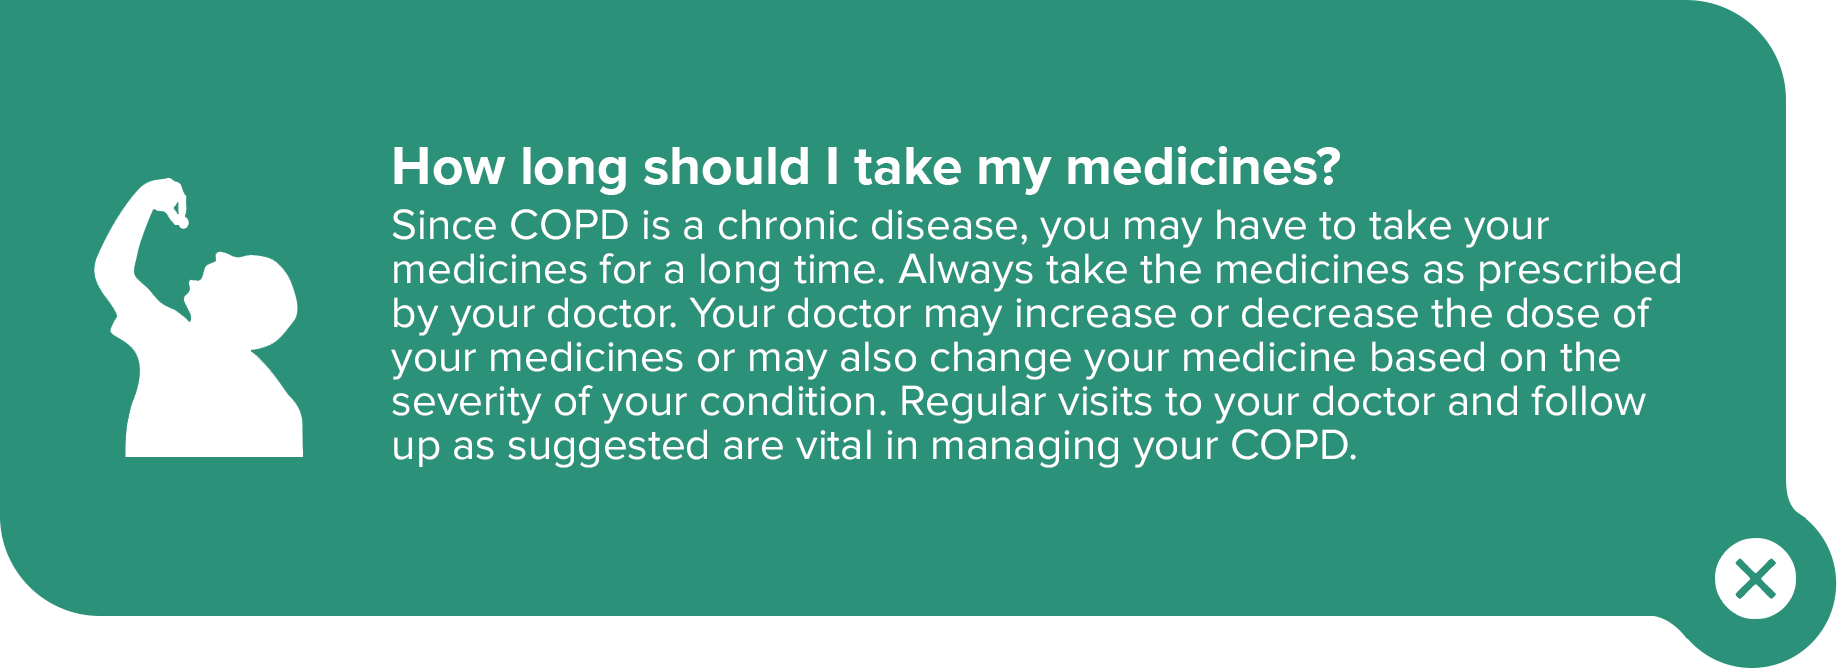 How long should I take my medicines?
Since COPD is a chronic disease, you may have to take your
medicines for a long time. Always take the medicines as prescribed
by your doctor. Your doctor may increase or decrease the dose of
your medicines or may also change your medicine based on the
severity of your condition. Regular visits to your doctor and follow
up as suggested are vital in managing your COPD.